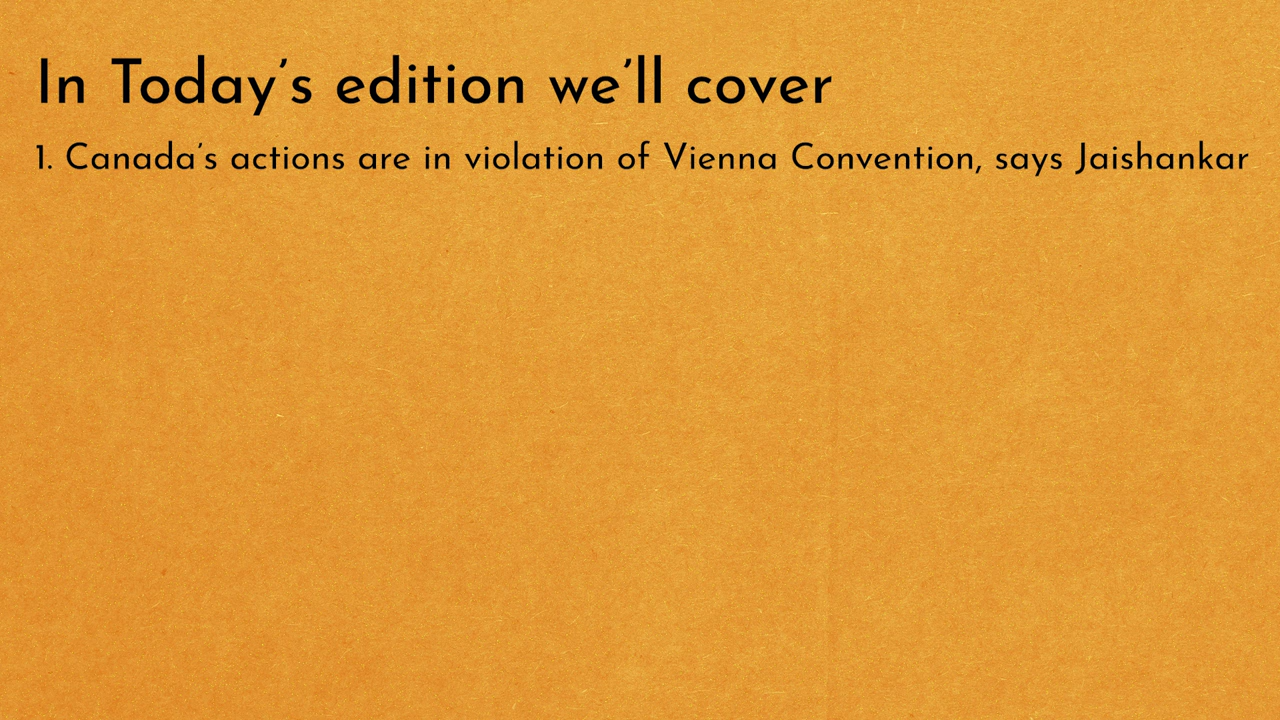 In Today’s edition we’ll cover
1. Canada’s actions are in violation of Vienna Convention, says Jaishankar